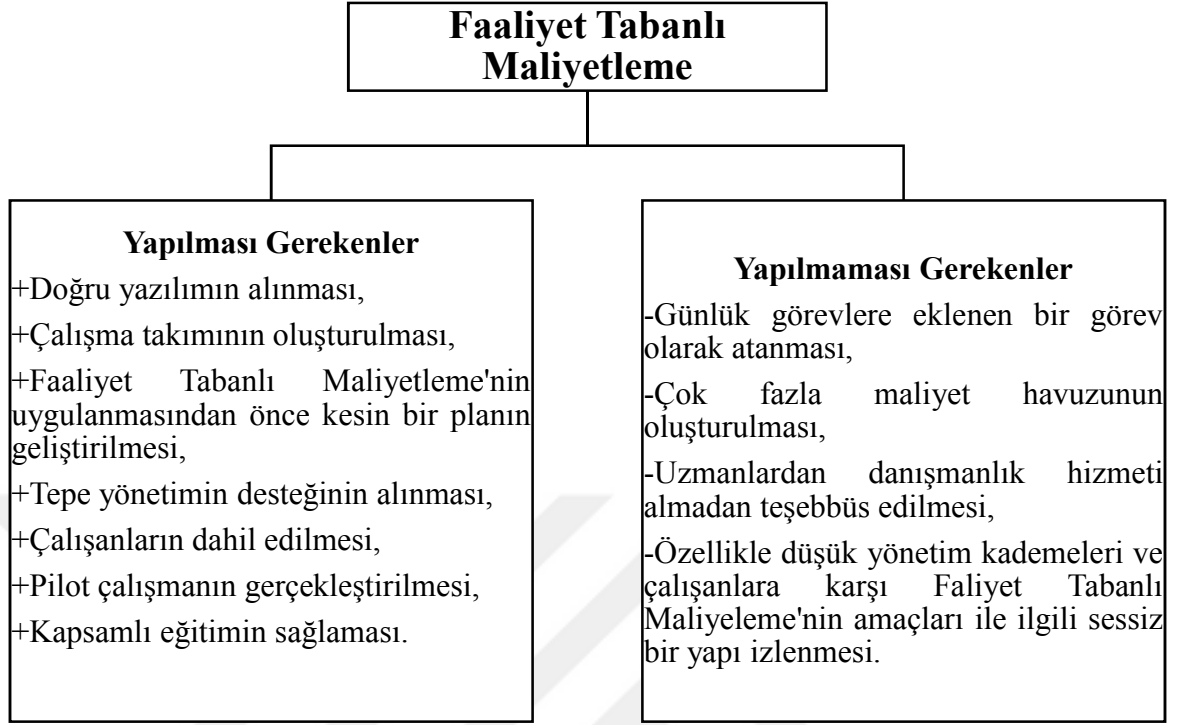 Faaliyet Tabanlı
Maliyetleme
Yapılması Gerekenler
+Doğru yazılımın alınması,
+Çalışma takımının oluşturulması,
+Faaliyet Tabanlı Maliyetleme'nin
uygulanmasından önce kesin bir planın
geliştirilmesi,
+Tepe yönetimin desteğinin alınması,
+Çalışanların dahil edilmesi,
+Pilot çalışmanın gerçekleştirilmesi,
+Kapsamlı eğitimin sağlaması.
Yapılmaması Gerekenler
-Günlük görevlere eklenen bir görev
olarak atanması,
-Çok fazla maliyet havuzunun
oluşturulması,
-Uzmanlardan danışmanlık hizmeti
almadan teşebbüs edilmesi,
-Özellikle düşük yönetim kademeleri ve
çalışanlara karşı Faliyet Tabanlı
Maliyeleme'nin amaçları ile ilgili sessiz
bir yapı izlenmesi.